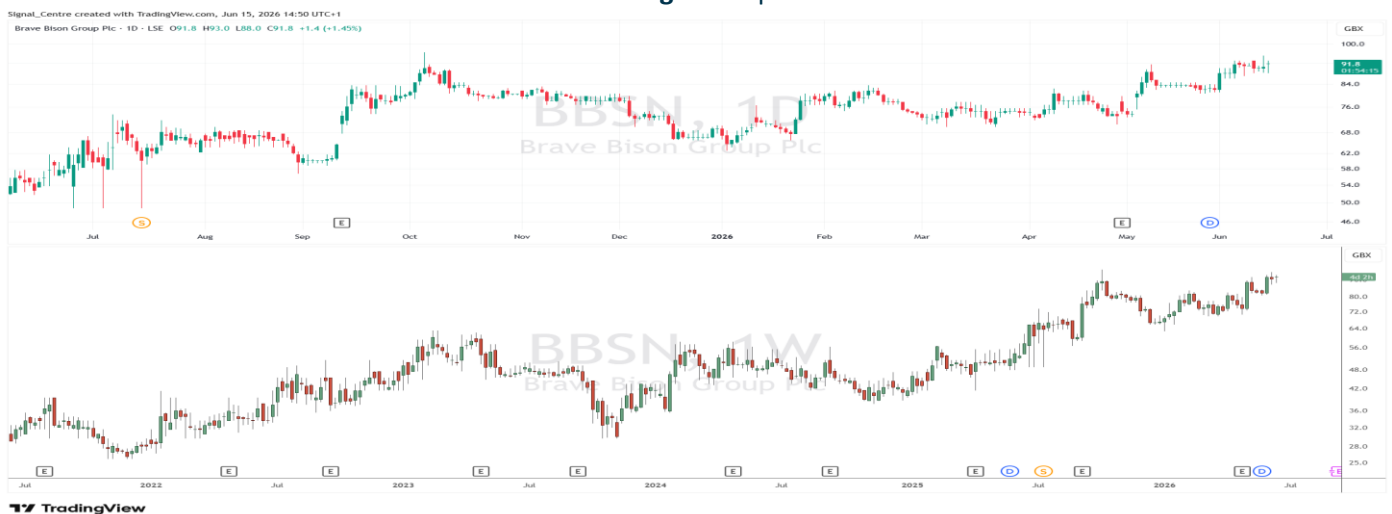 Signal_Centre created with TradingView.com, Jun 15, 2026 14:50 UTC+1
Brave Bison Group Plc · 1D · LSE O91.8 H93.0 L88.0 C91.8 +1.4 (+1.45%)
GBX
100.0
91.8
01:54:15
84.0
76.0
68.0
62.0
58.0
54.0
50.0
46.0
BBSN, 1D
Brave Bison Group Plc
S
E
E
D
Jul
Aug
Sep
Oct
Nov
Dec
2026
Feb
Mar
Apr
May
Jun
Jul
GBX
4d 2h
80.0
72.0
64.0
56.0
48.0
42.0
36.0
32.0
28.0
25.0
BBSN, 1W
Brave Bison Group Plc
E
E
E
E
E
E
E
E
D
S
E
E
D
E
Jul
2022
Jul
2023
Jul
2024
Jul
2025
Jul
2026
Jul
TradingView